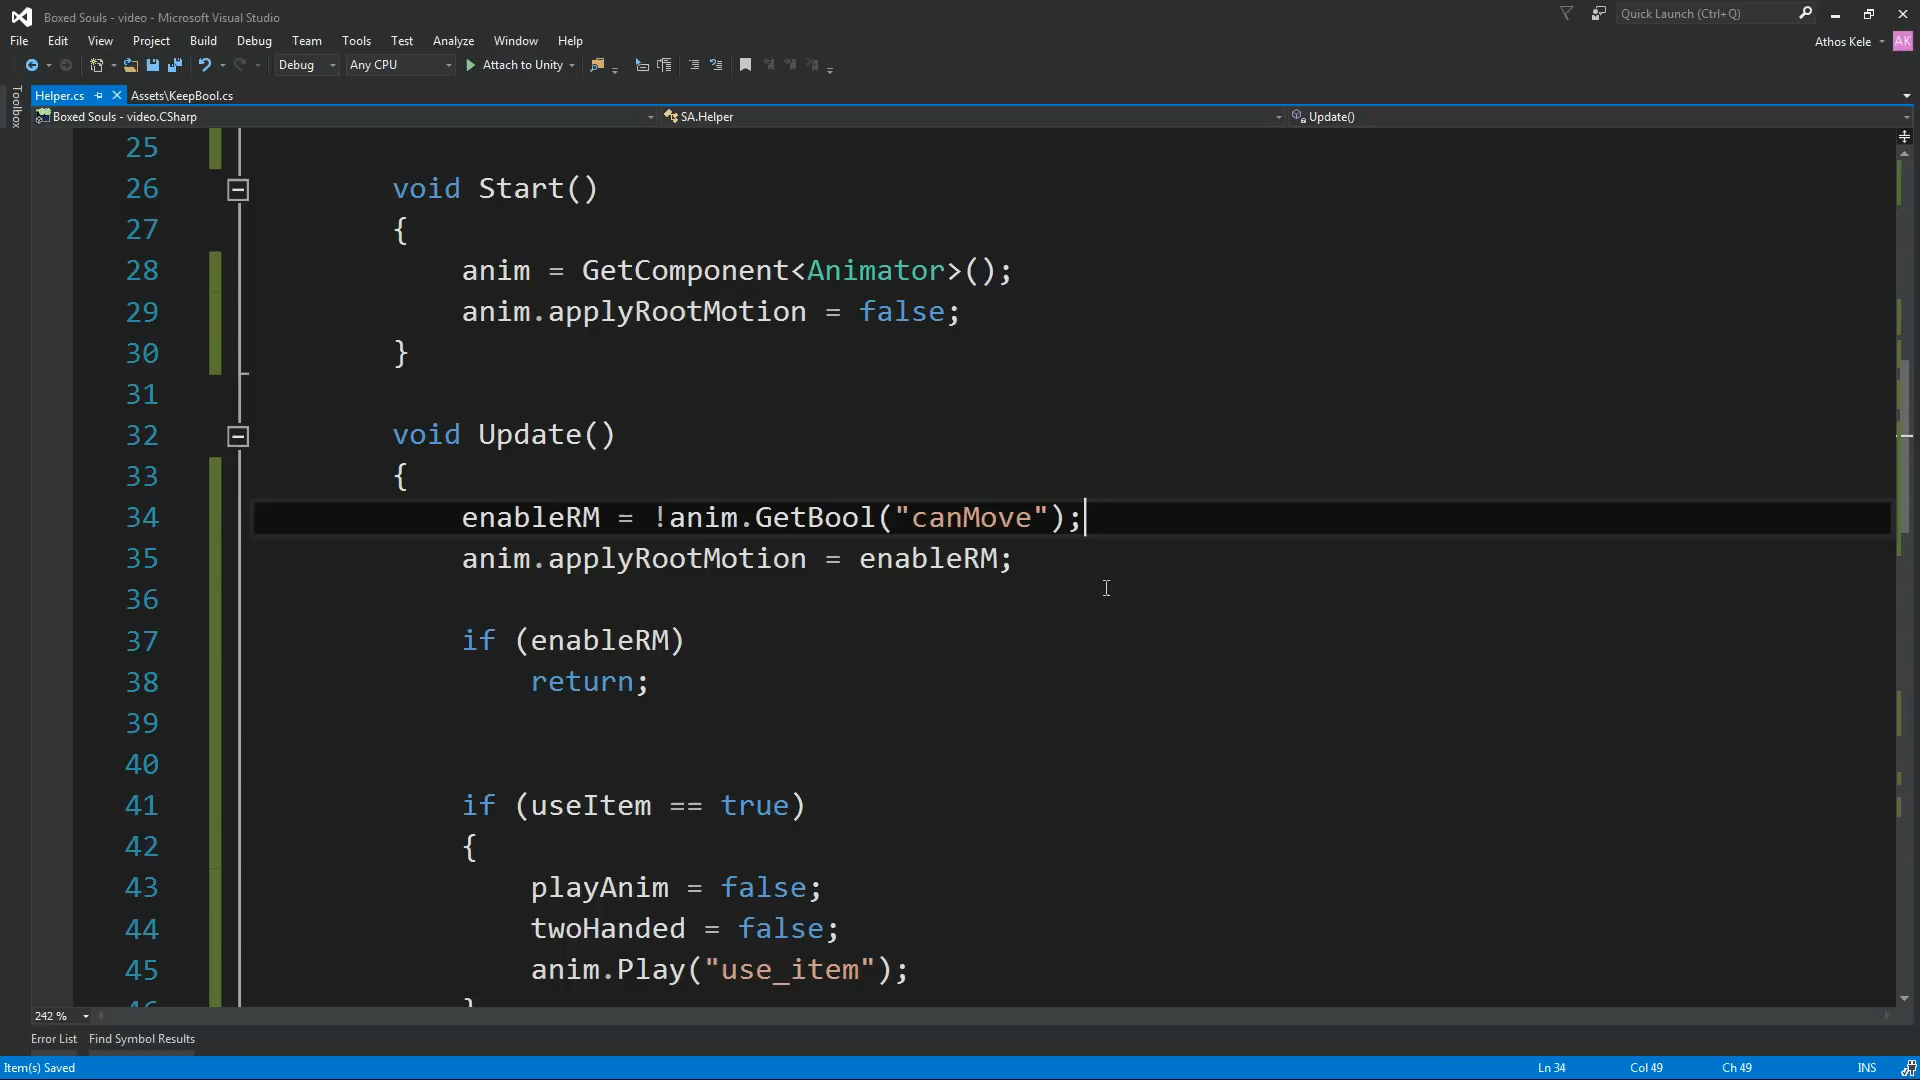 Boxed Souls - video - Microsoft Visual Studio
Quick Launch (Ctrl+Q)
File Edit View Project Build Debug Team Tools Test Analyze Window Help
Athos Kele AK
Debug Any CPU Attach to Unity
Toolbox
Helper.cs Assets\KeepBool.cs
Boxed Souls - video.CSharp SA.Helper Update()
25
26 void Start()
27 {
28 anim = GetComponent<Animator>();
29 anim.applyRootMotion = false;
30 }
31
32 void Update()
33 {
34 enableRM = !anim.GetBool("canMove");
35 anim.applyRootMotion = enableRM;
36
37 if (enableRM)
38 return;
39
40
41 if (useItem == true)
42 {
43 playAnim = false;
44 twoHanded = false;
45 anim.Play("use_item");
46 }
242 %
Error List Find Symbol Results
Item(s) Saved Ln 34 Col 49 Ch 49 INS